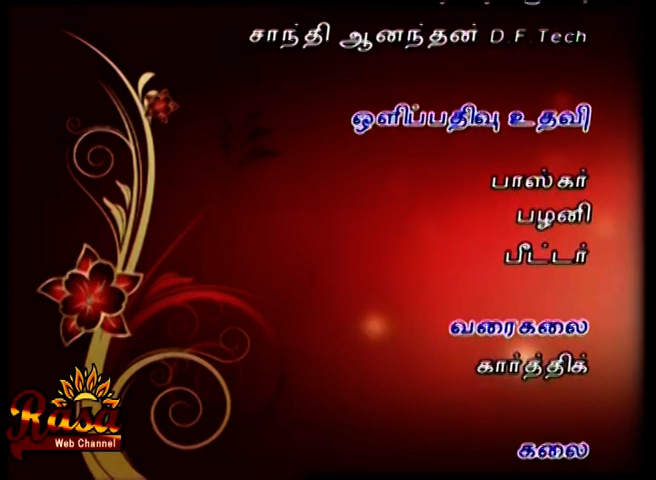 சாந்தி ஆனந்தன் D.F.Tech
ஒளிப்பதிவு உதவி
பாஸ்கர்
பழனி
பீட்டர்
வரைகலை
கார்த்திக்
கலை
Rasa
Web Channel